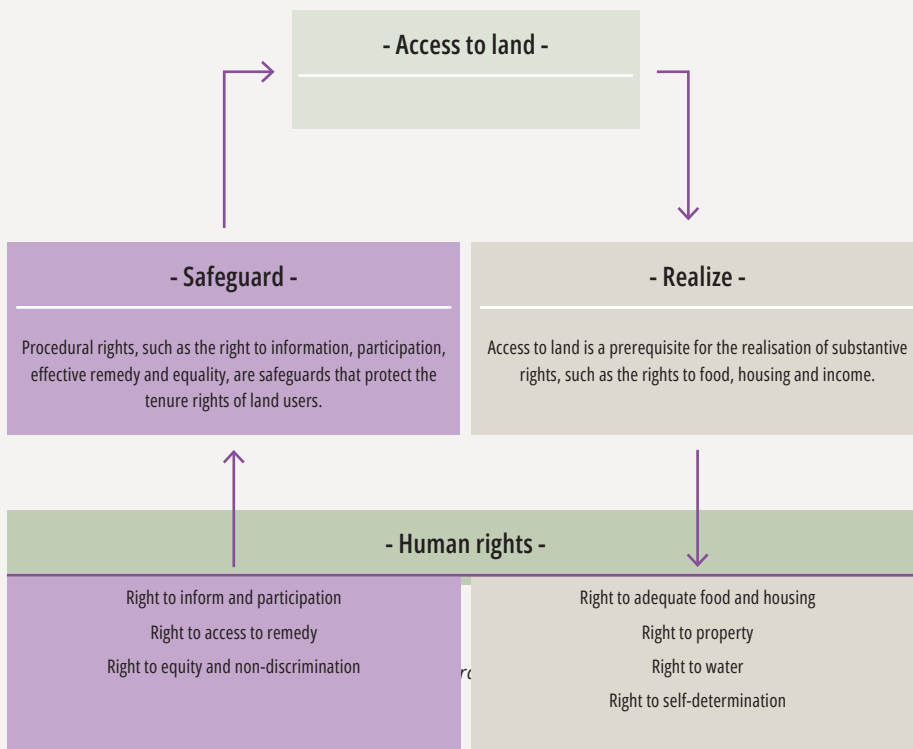 - Access to land -
- Safeguard -
Procedural rights, such as the right to information, participation,
effective remedy and equality, are safeguards that protect the
tenure rights of land users.
- Realize -
Access to land is a prerequisite for the realisation of substantive
rights, such as the rights to food, housing and income.
- Human rights -
Right to inform and participation
Right to access to remedy
Right to equity and non-discrimination
Right to adequate food and housing
Right to property
Right to water
Right to self-determination